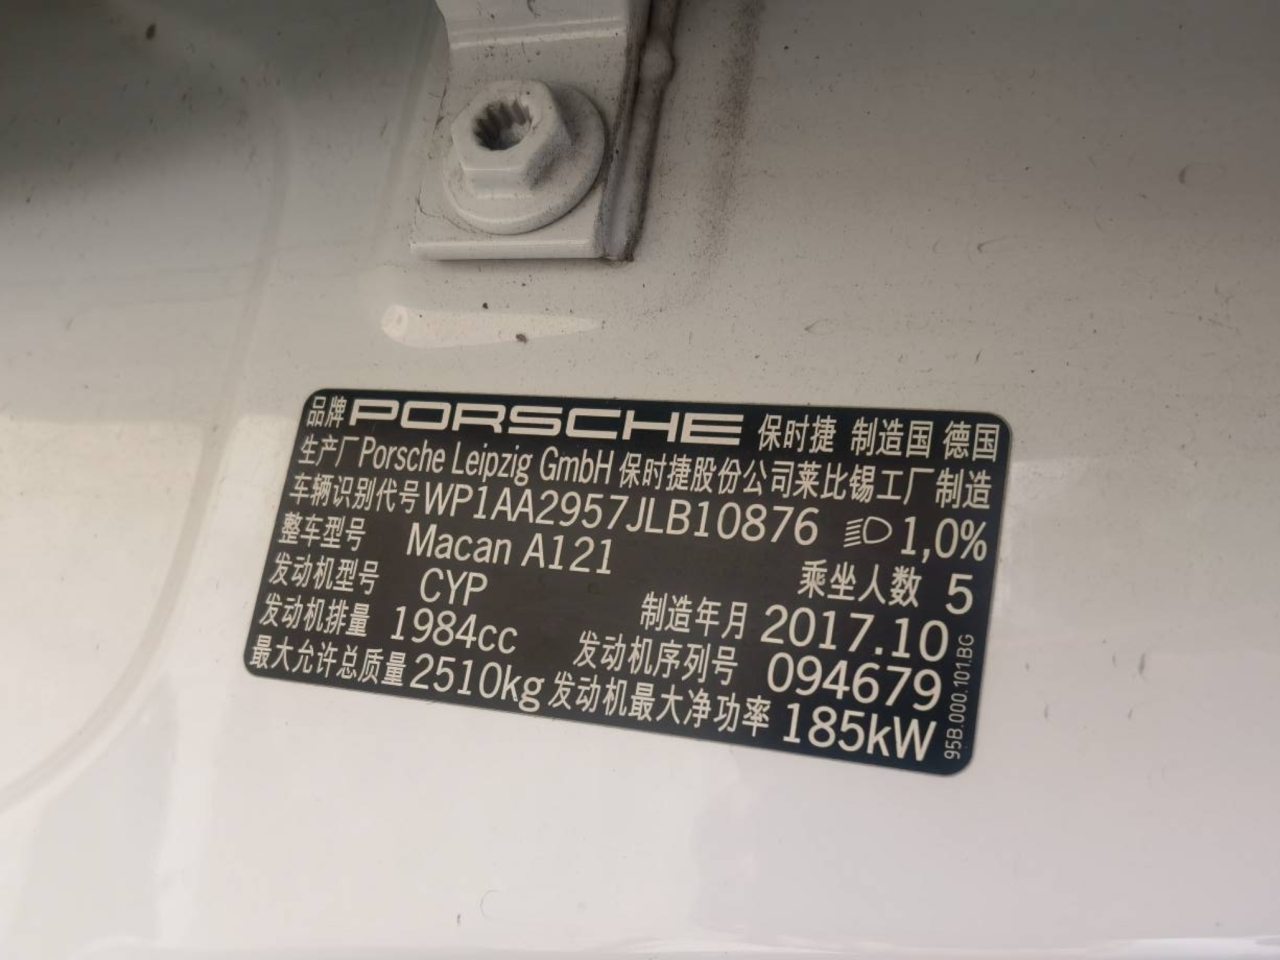 品牌 PORSCHE 保时捷 制造国 德国
生产厂 Porsche Leipzig GmbH 保时捷股份公司莱比锡工厂 制造
车辆识别代号 WP1AA2957JLB10876 1,0%
整车型号 Macan A121 乘坐人数 5
发动机型号 CYP 制造年月 2017.10
发动机排量 1984cc 发动机序列号 094679
最大允许总质量 2510kg 发动机最大净功率 185kW
95B.000.101.BG